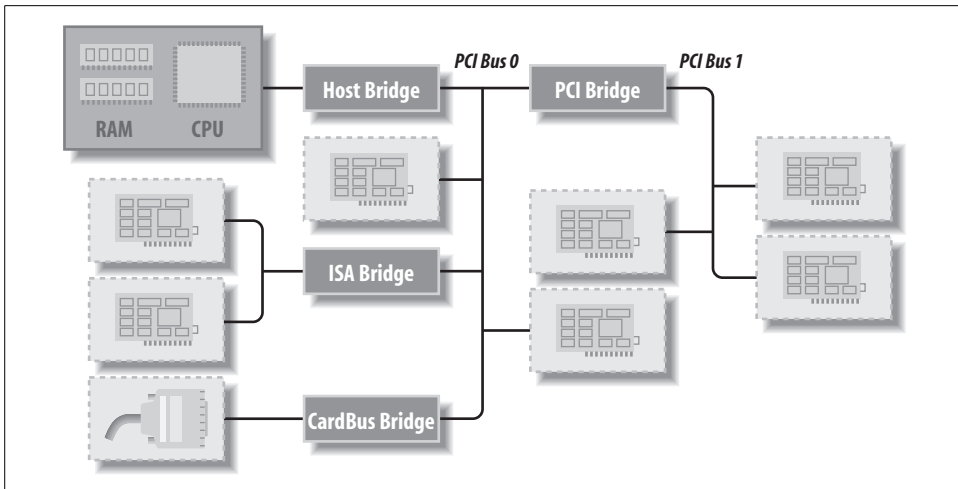 PCI Bus 0
PCI Bus 1
Host Bridge
PCI Bridge
RAM
CPU
ISA Bridge
CardBus Bridge